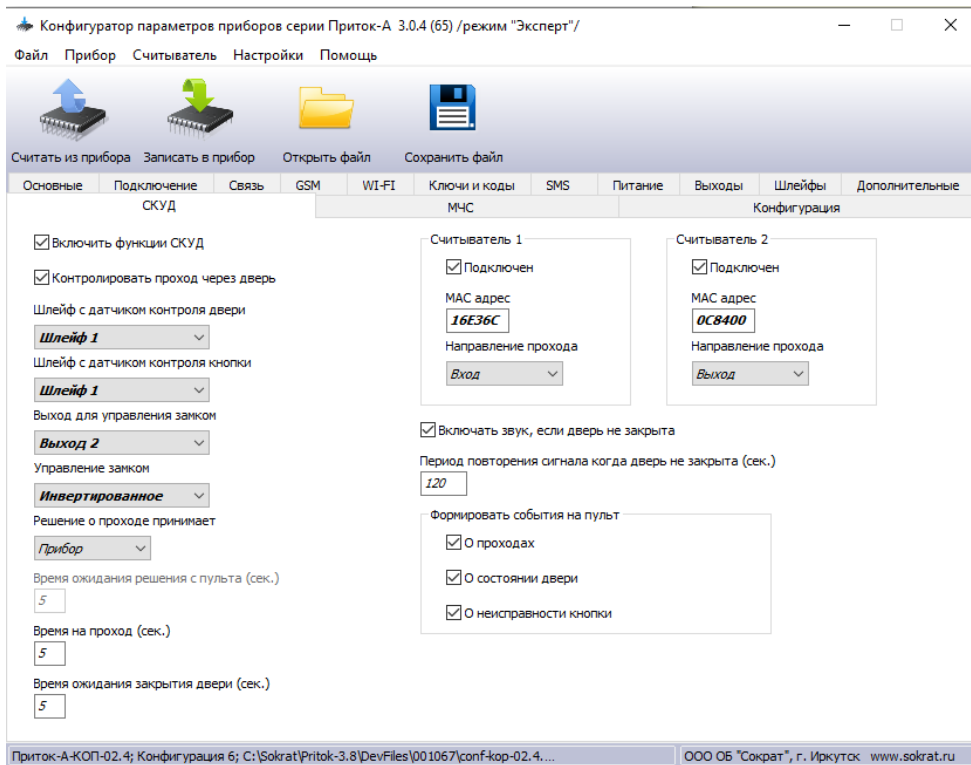 Конфигуратор параметров приборов серии Приток-А 3.0.4 (65) /режим "Эксперт"/
Файл Прибор Считыватель Настройки Помощь
Считать из прибора Записать в прибор Открыть файл Сохранить файл
Основные Подключение Связь GSM WI-FI Ключи и коды SMS Питание Выходы Шлейфы Дополнительные
СКУД МЧС Конфигурация
Включить функции СКУД
Контролировать проход через дверь
Шлейф с датчиком контроля двери
Шлейф 1
Шлейф с датчиком контроля кнопки
Шлейф 1
Выход для управления замком
Выход 2
Управление замком
Инвертированное
Решение о проходе принимает
Прибор
Время ожидания решения с пульта (сек.)
5
Время на проход (сек.)
5
Время ожидания закрытия двери (сек.)
5
Считыватель 1
Подключен
MAC адрес
16E36C
Направление прохода
Вход
Считыватель 2
Подключен
MAC адрес
0C8400
Направление прохода
Выход
Включать звук, если дверь не закрыта
Период повторения сигнала когда дверь не закрыта (сек.)
120
Формировать события на пульт
О проходах
О состоянии двери
О неисправности кнопки
Приток-А-КОП-02.4; Конфигурация 6; C:\Sokrat\Pritok-3.8\DevFiles\001067\conf-kop-02.4.... ООО ОБ "Сократ", г. Иркутск www.sokrat.ru